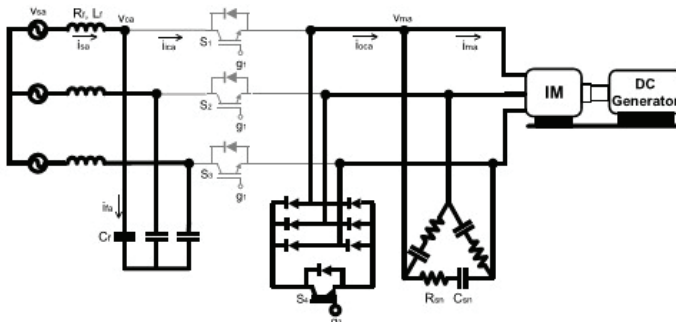 Vsa
Rf, Lf
isa
Vca
ica
S1
g1
ioca
Vma
ima
IM
DC
Generator
S2
g1
S3
g1
ifa
Cf
S4
Rsn
Csn